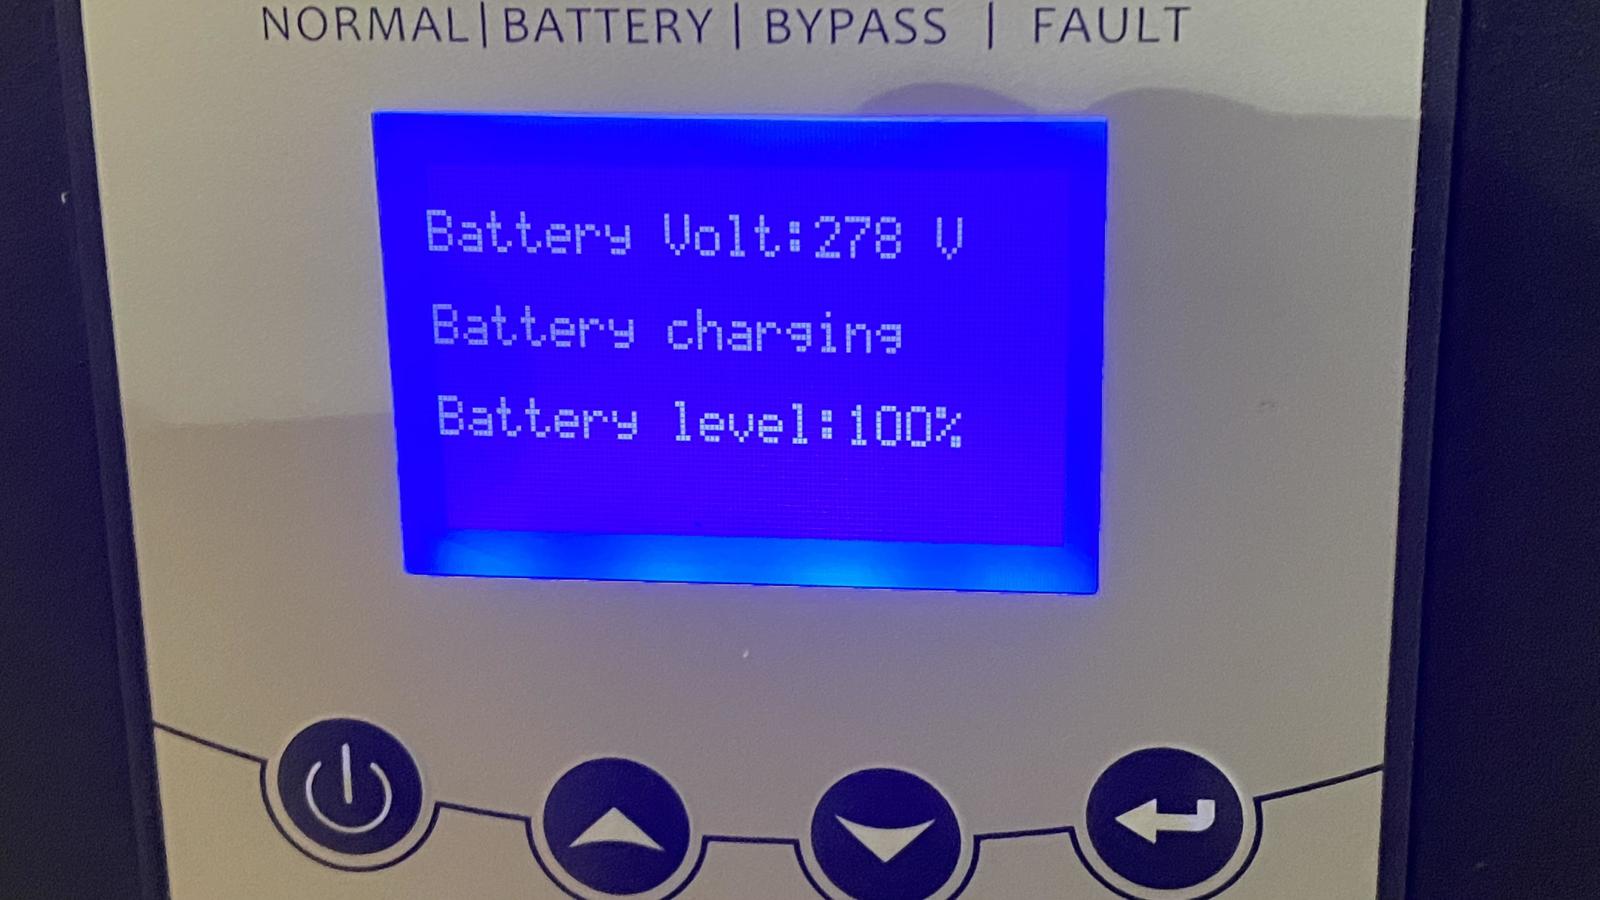 NORMAL | BATTERY | BYPASS | FAULT
Battery Volt:278 V
Battery charging
Battery level:100%